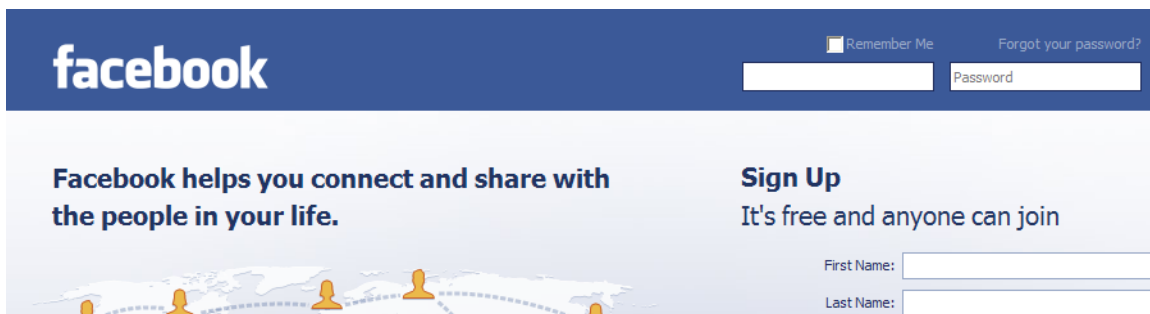 facebook
Remember Me
Forgot your password?
Password
Facebook helps you connect and share with
the people in your life.
Sign Up
It's free and anyone can join
First Name:
Last Name: